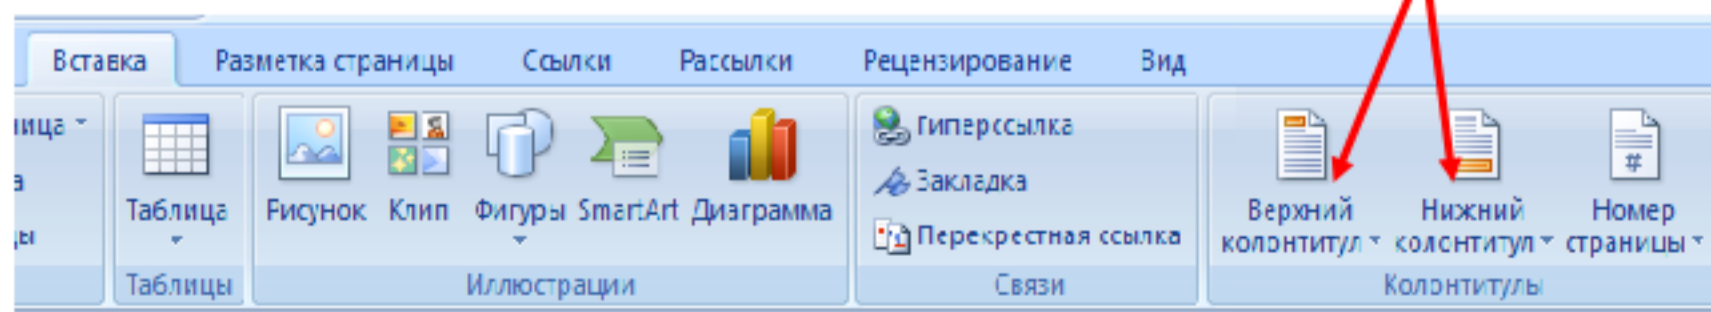 Вставка Разметка страницы Ссылки Рассылки Рецензирование Вид
Таблица
Таблицы
Рисунок Клип Фигуры SmartArt Диаграмма
Иллюстрации
Гиперссылка
Закладка
Перекрестная ссылка
Связи
Верхний
колонтитул
Нижний
колонтитул
Номер
страницы
Колонтитулы